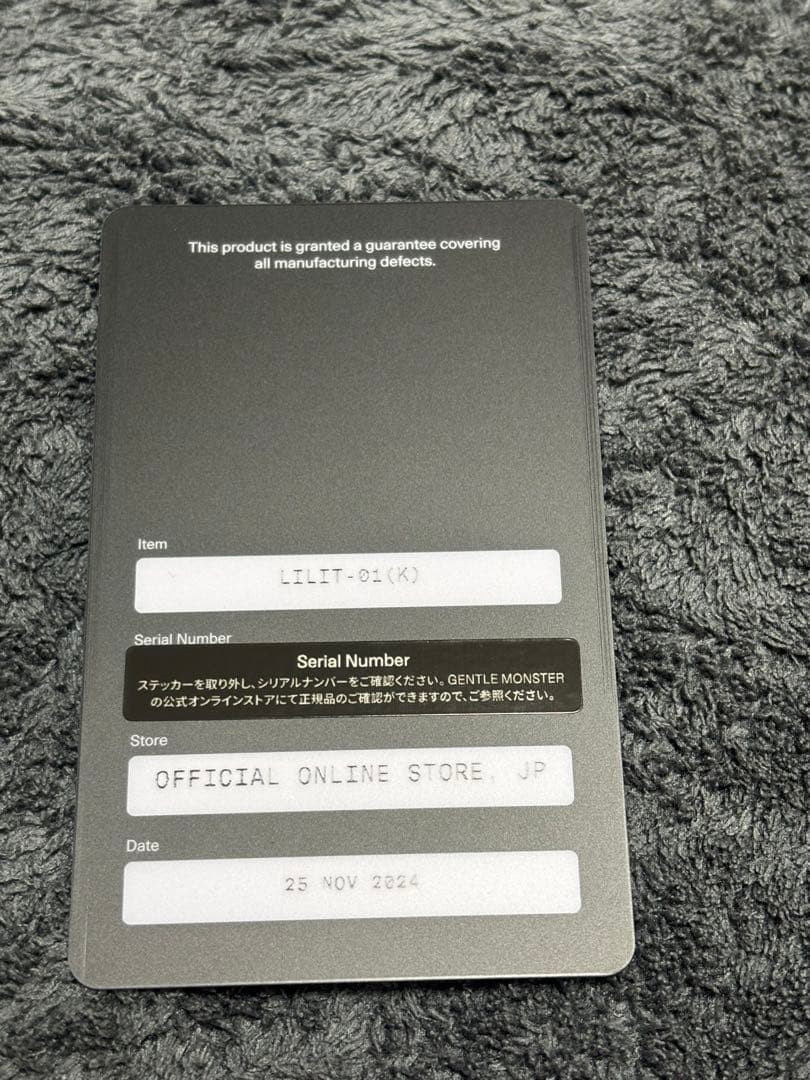 This product is granted a guarantee covering
all manufacturing defects.
Item
LILIT-01(K)
Serial Number
Serial Number
ステッカーを取り外し、シリアルナンバーをご確認ください。GENTLE MONSTER
の公式オンラインストアにて正規品のご確認ができますので、ご参照ください。
Store
OFFICIAL ONLINE STORE, JP
Date
25 NOV 2024